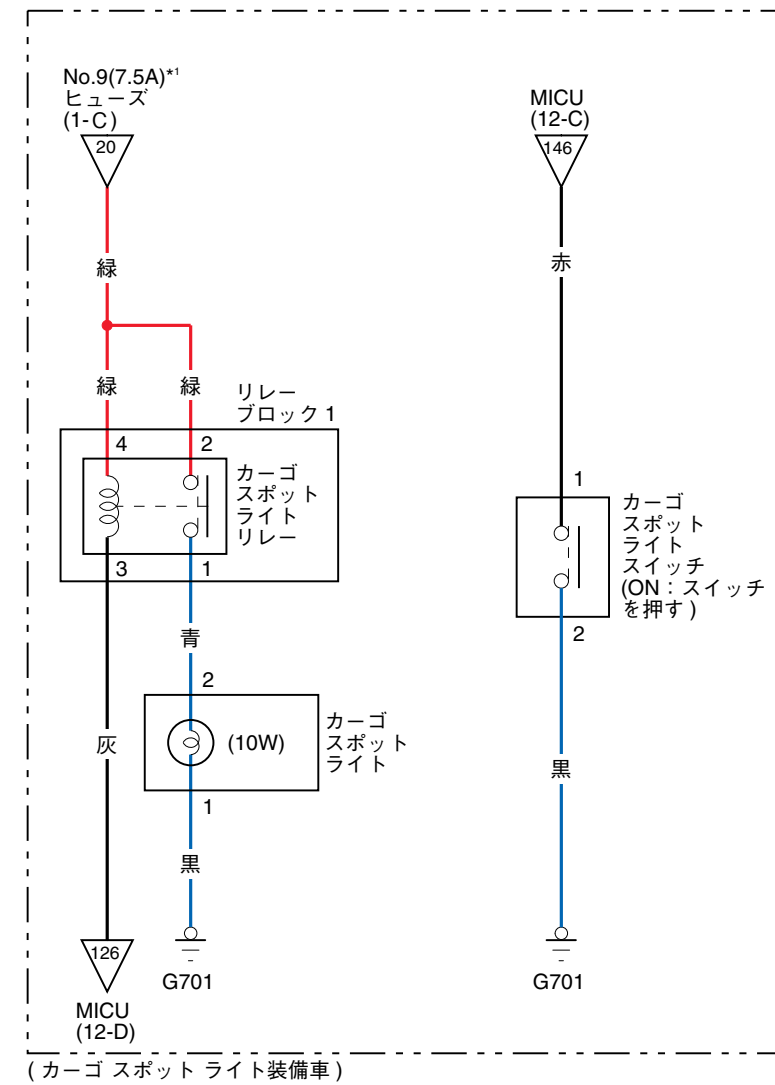 No.9(7.5A)*1
ヒューズ
(1-C)
20
緑
緑
緑
リレー
ブロック 1
4
2
カーゴ
スポット
ライト
リレー
3
1
青
2
(10W)
カーゴ
スポット
ライト
灰
1
黒
126
G701
MICU
(12-D)
MICU
(12-C)
146
赤
1
カーゴ
スポット
ライト
スイッチ
(ON：スイッチ
を押す)
2
黒
G701
(カーゴ スポット ライト装備車)